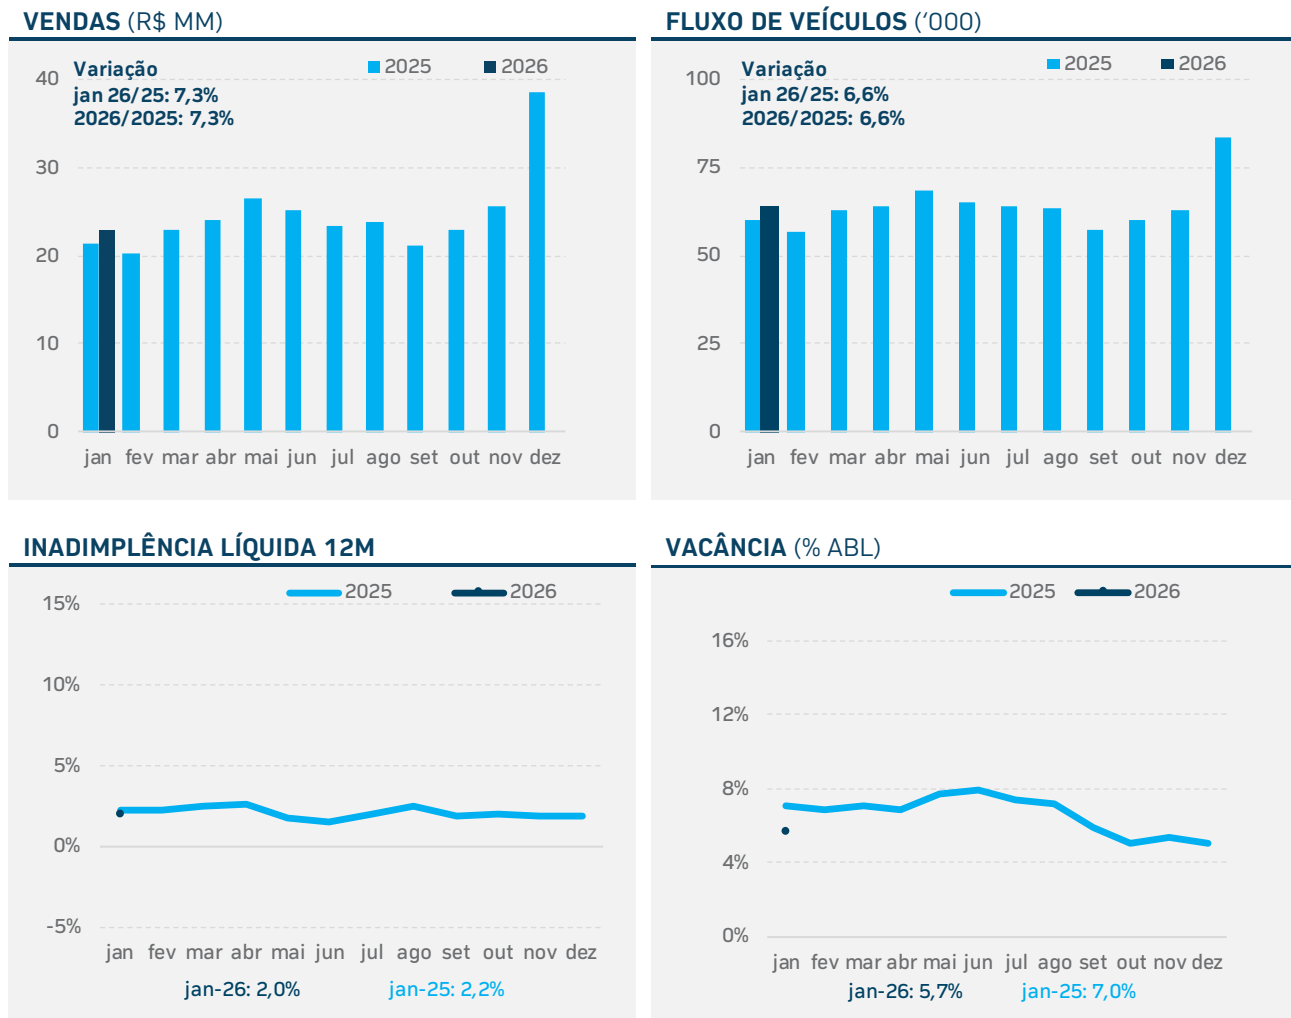 VENDAS (R$ MM)
Variação
jan 26/25: 7,3%
2026/2025: 7,3%
2025
2026
40
30
20
10
0
jan fev mar abr mai jun jul ago set out nov dez
FLUXO DE VEÍCULOS (‘000)
Variação
jan 26/25: 6,6%
2026/2025: 6,6%
2025
2026
100
75
50
25
0
jan fev mar abr mai jun jul ago set out nov dez
INADIMPLÊNCIA LÍQUIDA 12M
2025
2026
15%
10%
5%
0%
-5%
jan fev mar abr mai jun jul ago set out nov dez
jan-26: 2,0%
jan-25: 2,2%
VACÂNCIA (% ABL)
2025
2026
16%
12%
8%
4%
0%
jan fev mar abr mai jun jul ago set out nov dez
jan-26: 5,7%
jan-25: 7,0%